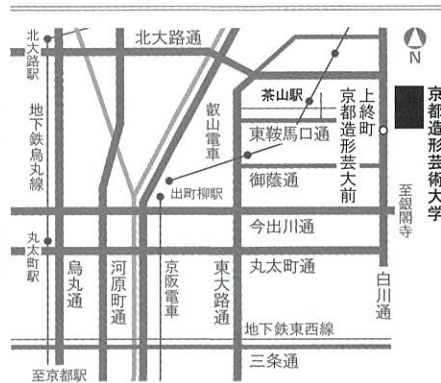 北大路通
北大路駅
N
地下鉄烏丸線
叡山電車
茶山駅
東鞍馬口通
上終町
京都造形芸大前
京都造形芸術大学
至銀閣寺
御蔭通
出町柳駅
今出川通
丸太町駅
丸太町通
烏丸通
河原町通
京阪電車
東大路通
白川通
地下鉄東西線
三条通
至京都駅